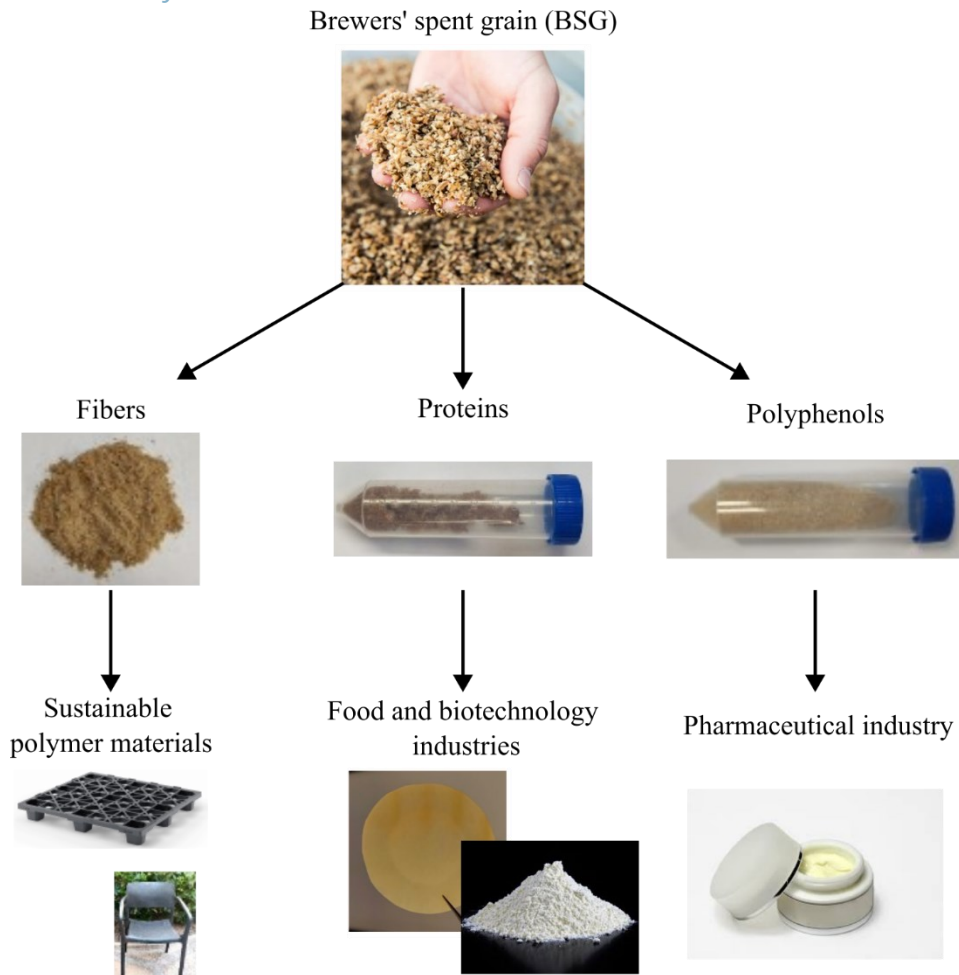 Brewers' spent grain (BSG)
Fibers
Proteins
Polyphenols
Sustainable
polymer materials
Food and biotechnology
industries
Pharmaceutical industry